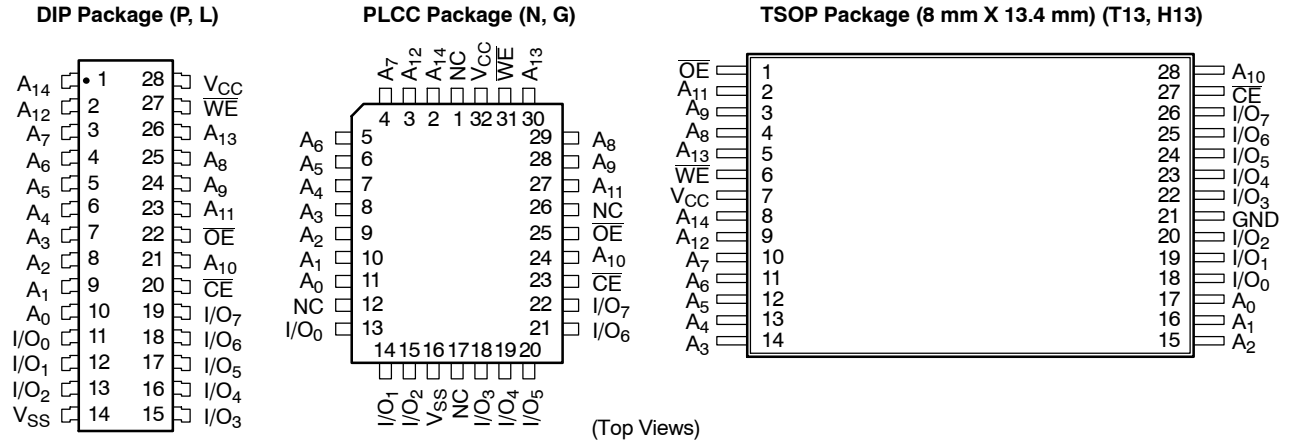 DIP Package (P, L)
A14 1 28 VCC
A12 2 27 WE
A7 3 26 A13
A6 4 25 A8
A5 5 24 A9
A4 6 23 A11
A3 7 22 OE
A2 8 21 A10
A1 9 20 CE
A0 10 19 I/O7
I/O0 11 18 I/O6
I/O1 12 17 I/O5
I/O2 13 16 I/O4
VSS 14 15 I/O3
PLCC Package (N, G)
A7 A12 A14 NC VCC WE A13
4 3 2 1 32 31 30
A6 5 29 A8
A5 6 28 A9
A4 7 27 A11
A3 8 26 NC
A2 9 25 OE
A1 10 24 A10
A0 11 23 CE
NC 12 22 I/O7
I/O0 13 21 I/O6
14 15 16 17 18 19 20
I/O1 I/O2 VSS NC I/O3 I/O4 I/O5
TSOP Package (8 mm X 13.4 mm) (T13, H13)
OE 1 28 A10
A11 2 27 CE
A9 3 26 I/O7
A8 4 25 I/O6
A13 5 24 I/O5
WE 6 23 I/O4
VCC 7 22 I/O3
A14 8 21 GND
A12 9 20 I/O2
A7 10 19 I/O1
A6 11 18 I/O0
A5 12 17 A0
A4 13 16 A1
A3 14 15 A2
(Top Views)